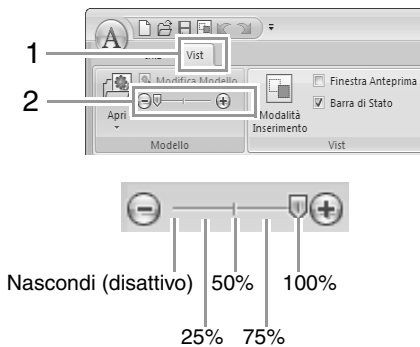 A
1
Vist
2
Modifica Modello
Apri
Modello
Modalità
Inserimento
Finestra Anteprima
Barra di Stato
Vist
Nascondi (disattivo) 50% 100%
25% 75%